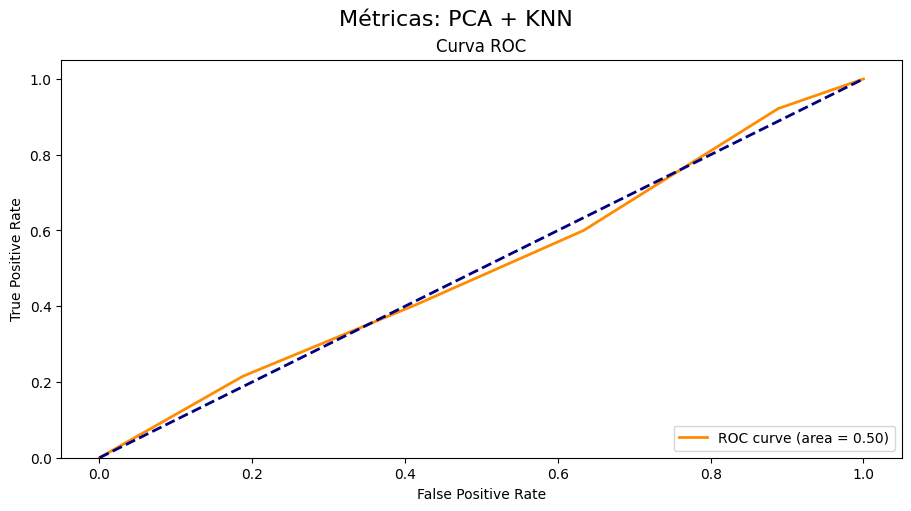 Métricas: PCA + KNN
Curva ROC
True Positive Rate
1.0
0.8
0.6
0.4
0.2
0.0
0.0 0.2 0.4 0.6 0.8 1.0
False Positive Rate
ROC curve (area = 0.50)